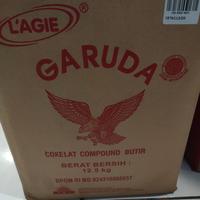 L'AGIE
GARUDA
COKELAT COMPOUND BUTIR
BERAT BERSIH :
12.5 kg